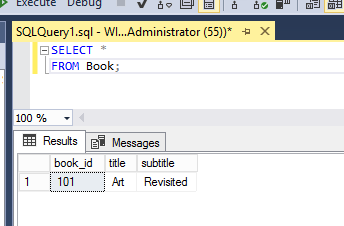 Execute Debug
SQLQuery1.sql - WI...Administrator (55))*
SELECT *
FROM Book;
100 %
Results Messages
book_id title subtitle
1 101 Art Revisited